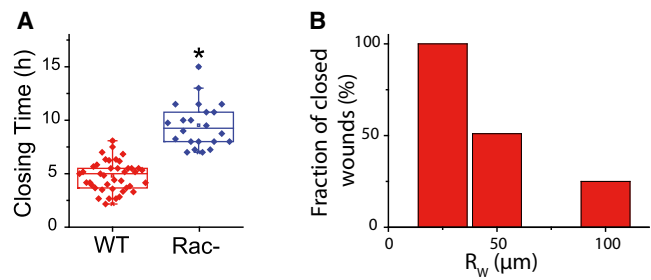 A
Closing Time (h)
15
10
5
0
*
WT
Rac-
B
Fraction of closed
wounds (%)
100
50
0
0
50
100
R_W (μm)